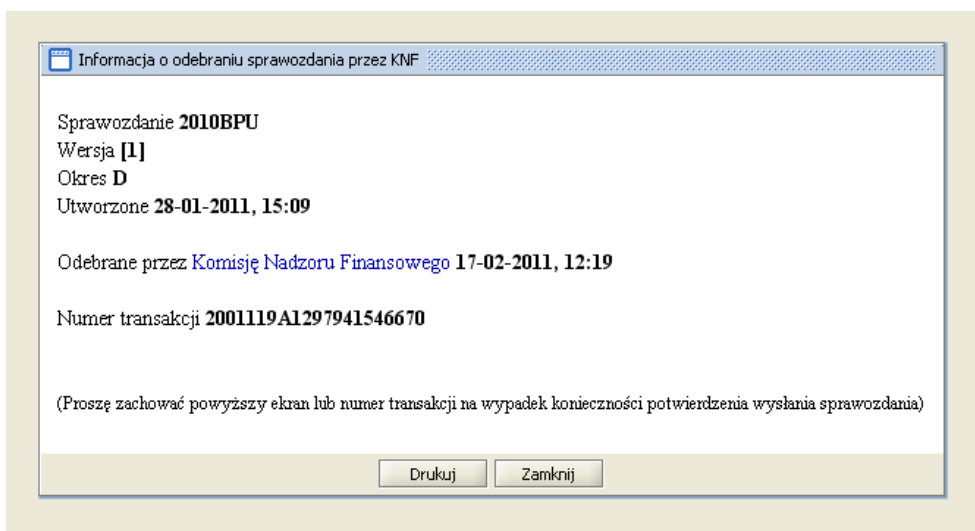 Informacja o odebraniu sprawozdania przez KNF
Sprawozdanie 2010BPU
Wersja [1]
Okres D
Utworzone 28-01-2011, 15:09
Odebrane przez Komisję Nadzoru Finansowego 17-02-2011, 12:19
Numer transakcji 2001119A1297941546670
(Proszę zachować powyższy ekran lub numer transakcji na wypadek konieczności potwierdzenia wysłania sprawozdania)
Drukuj Zamknij